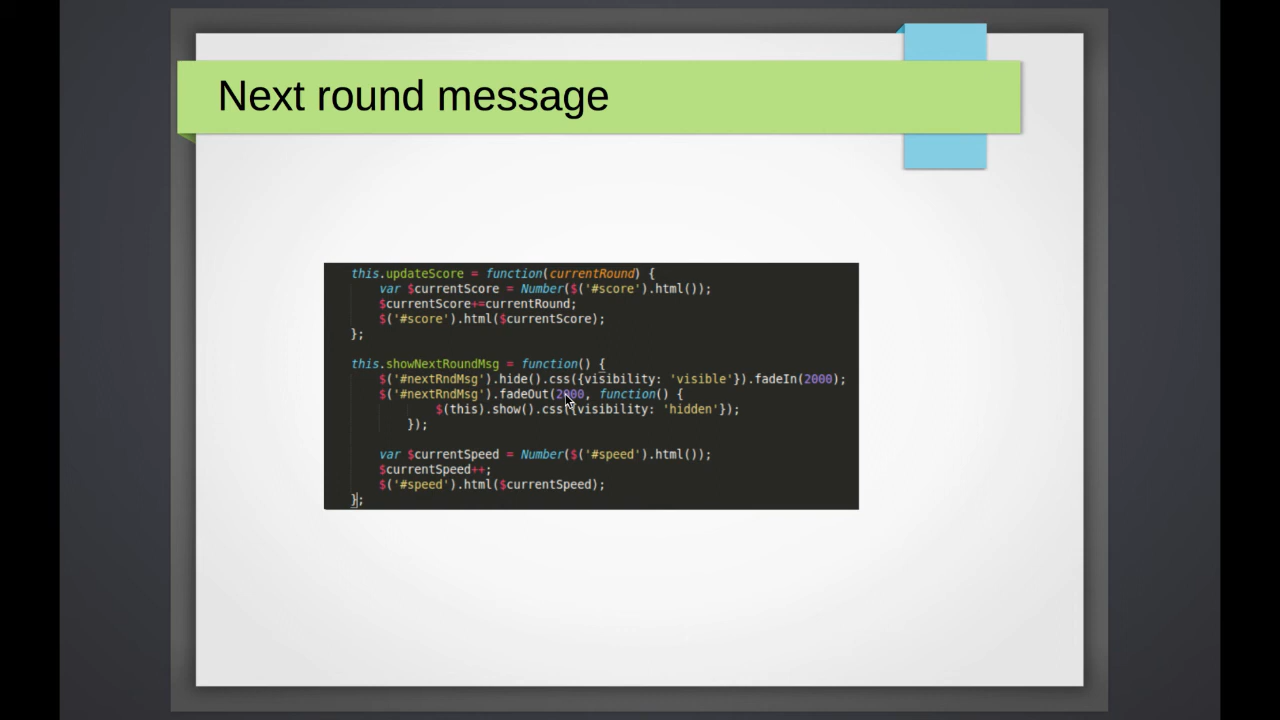 Next round message
this.updateScore = function(currentRound) {
var $currentScore = Number($('#score').html());
$currentScore+=currentRound;
$('#score').html($currentScore);
};
this.showNextRoundMsg = function() {
$('#nextRndMsg').hide().css({visibility: 'visible'}).fadeIn(2000);
$('#nextRndMsg').fadeOut(2000, function() {
$(this).show().css({visibility: 'hidden'});
});
var $currentSpeed = Number($('#speed').html());
$currentSpeed++;
$('#speed').html($currentSpeed);
};